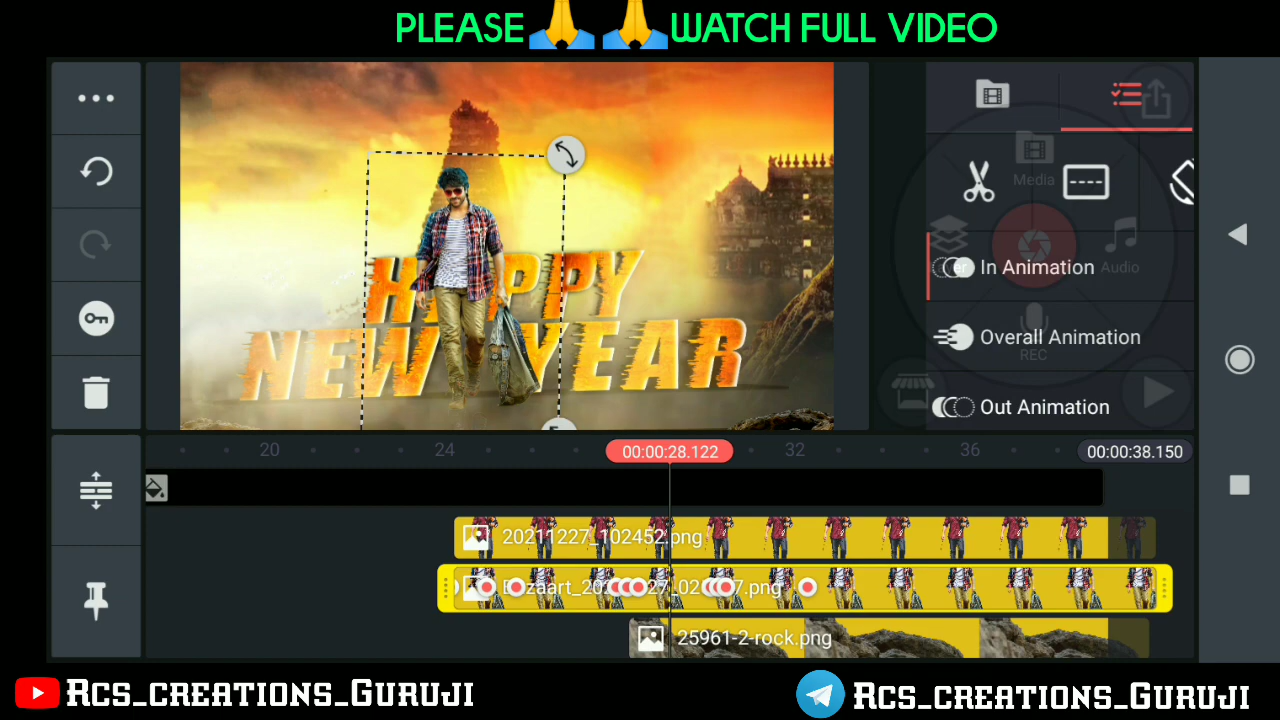 PLEASE🙏 🙏WATCH FULL VIDEO
Media
er
In Animation
Audio
Overall Animation
REC
Out Animation
HAPPY
NEW YEAR
20
24
00:00:28.122
32
36
00:00:38.150
20211227_102452.png
25961-2-rock.png
Rcs_creations_Guruji
Rcs_creations_Guruji